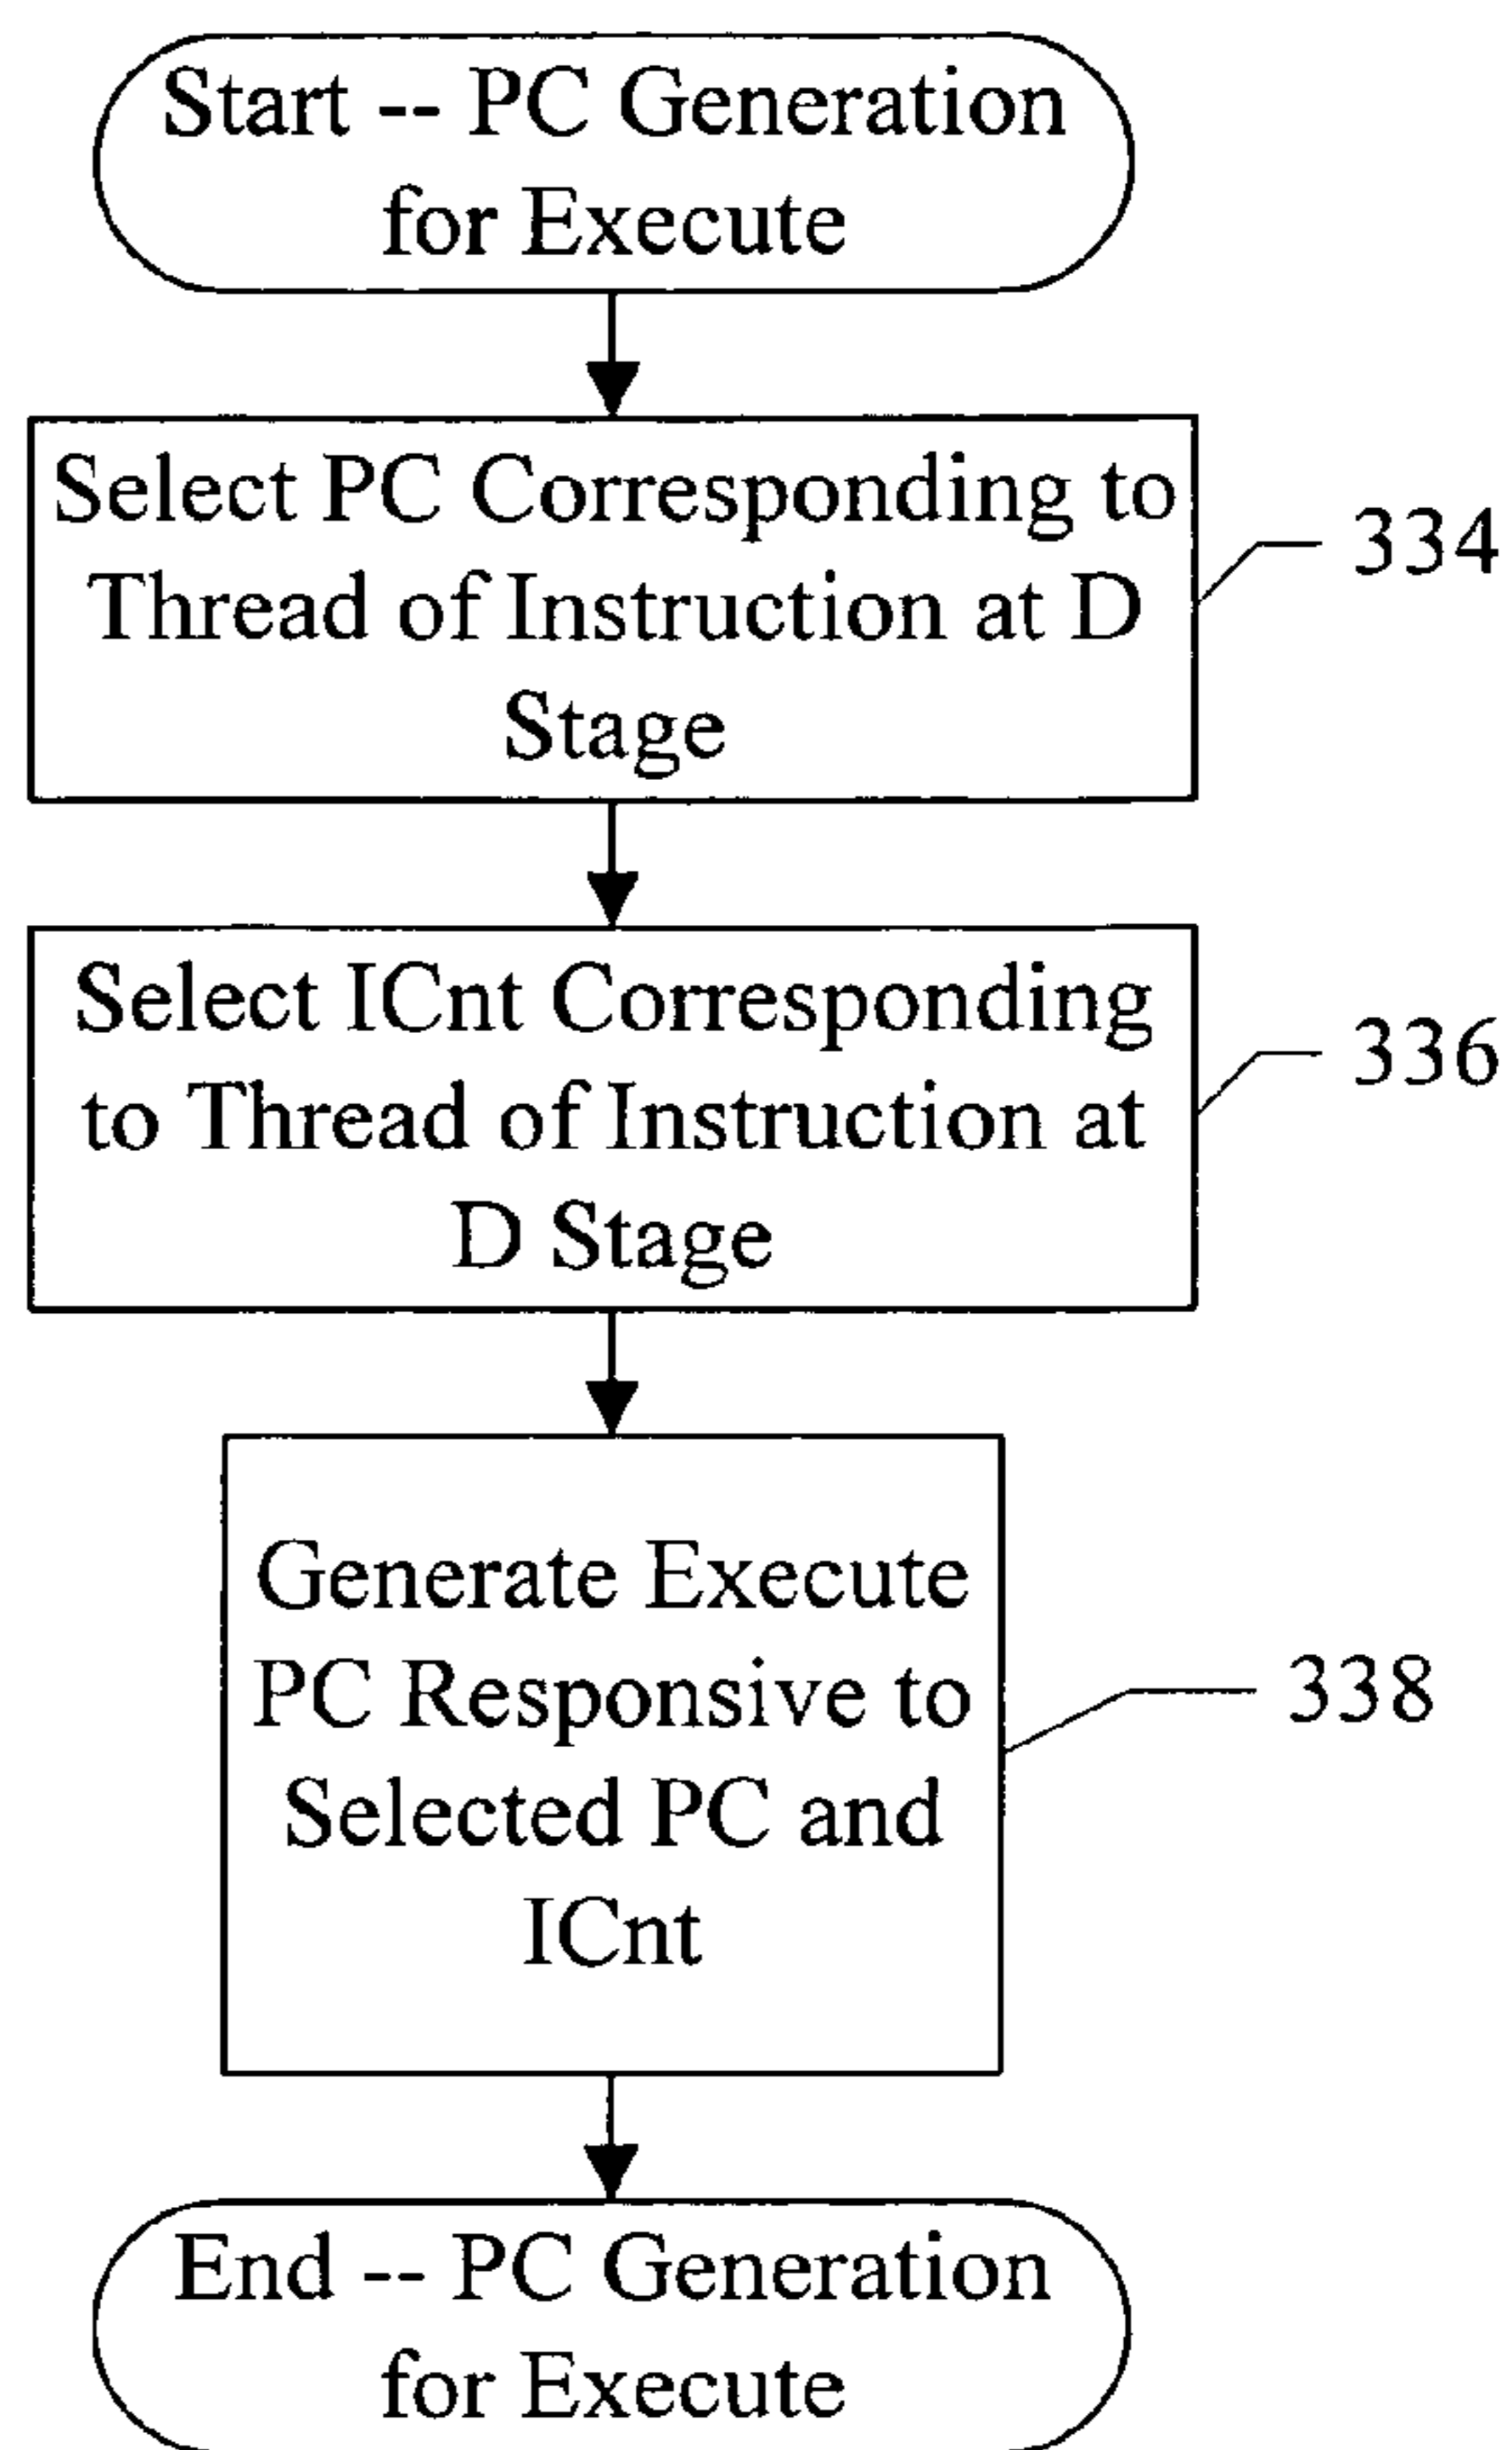 Start -- PC Generation
for Execute
Select PC Corresponding to
Thread of Instruction at D
Stage
334
Select ICnt Corresponding
to Thread of Instruction at
D Stage
336
Generate Execute
PC Responsive to
Selected PC and
ICnt
338
End -- PC Generation
for Execute